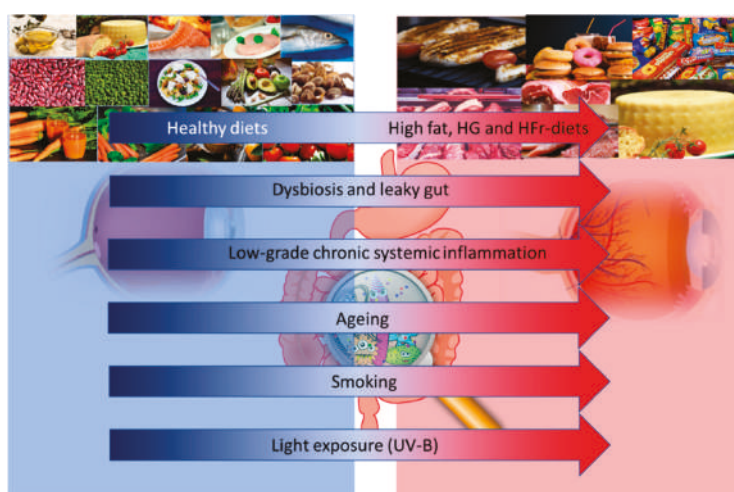 Healthy diets
High fat, HG and HFr-diets
Dysbiosis and leaky gut
Low-grade chronic systemic inflammation
Ageing
Smoking
Light exposure (UV-B)